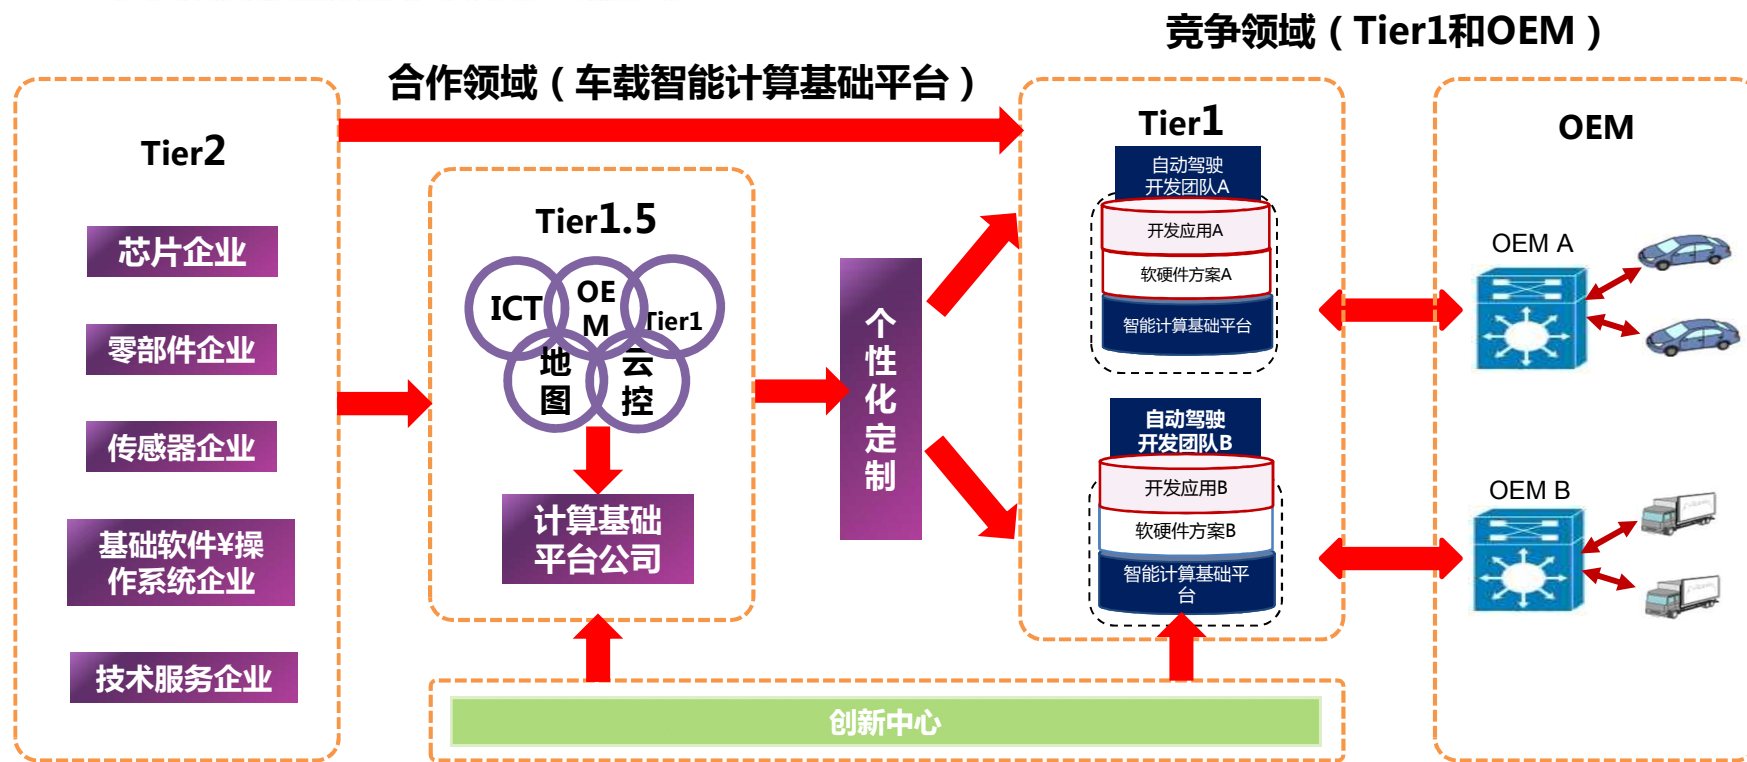 竞争领域（Tier1和OEM）
合作领域（车载智能计算基础平台）
Tier2
芯片企业
零部件企业
传感器企业
基础软件¥操
作系统企业
技术服务企业
Tier1.5
ICT
OE
M
Tier1
地
图
云
控
计算基础
平台公司
个
性
化
定
制
Tier1
自动驾驶
开发团队A
开发应用A
软硬件方案A
智能计算基础平台
自动驾驶
开发团队B
开发应用B
软硬件方案B
智能计算基础平
台
OEM
OEM A
OEM B
创新中心